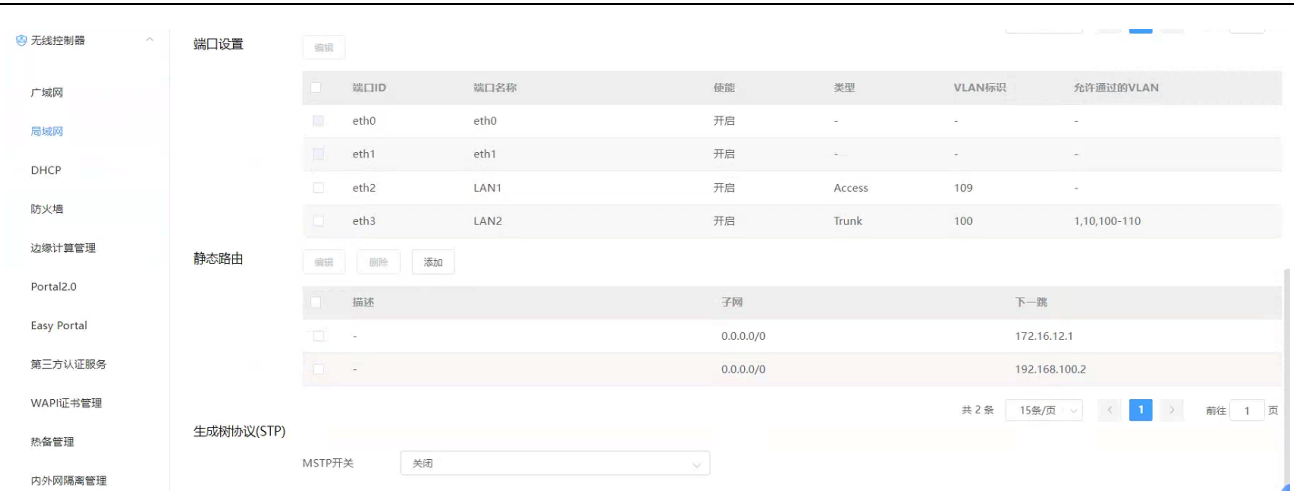 无线控制器
广域网
局域网
DHCP
防火墙
边缘计算管理
Portal2.0
Easy Portal
第三方认证服务
WAPI证书管理
热备管理
内外网隔离管理
端口设置
编辑
端口ID 端口名称 使能 类型 VLAN标识 允许通过的VLAN
eth0 eth0 开启 - - -
eth1 eth1 开启 - - -
eth2 LAN1 开启 Access 109 -
eth3 LAN2 开启 Trunk 100 1,10,100-110
静态路由
编辑 删除 添加
描述 子网 下一跳
- 0.0.0.0/0 172.16.12.1
- 0.0.0.0/0 192.168.100.2
共 2 条 15条/页 < 1 > 前往 1 页
生成树协议(STP)
MSTP开关 关闭